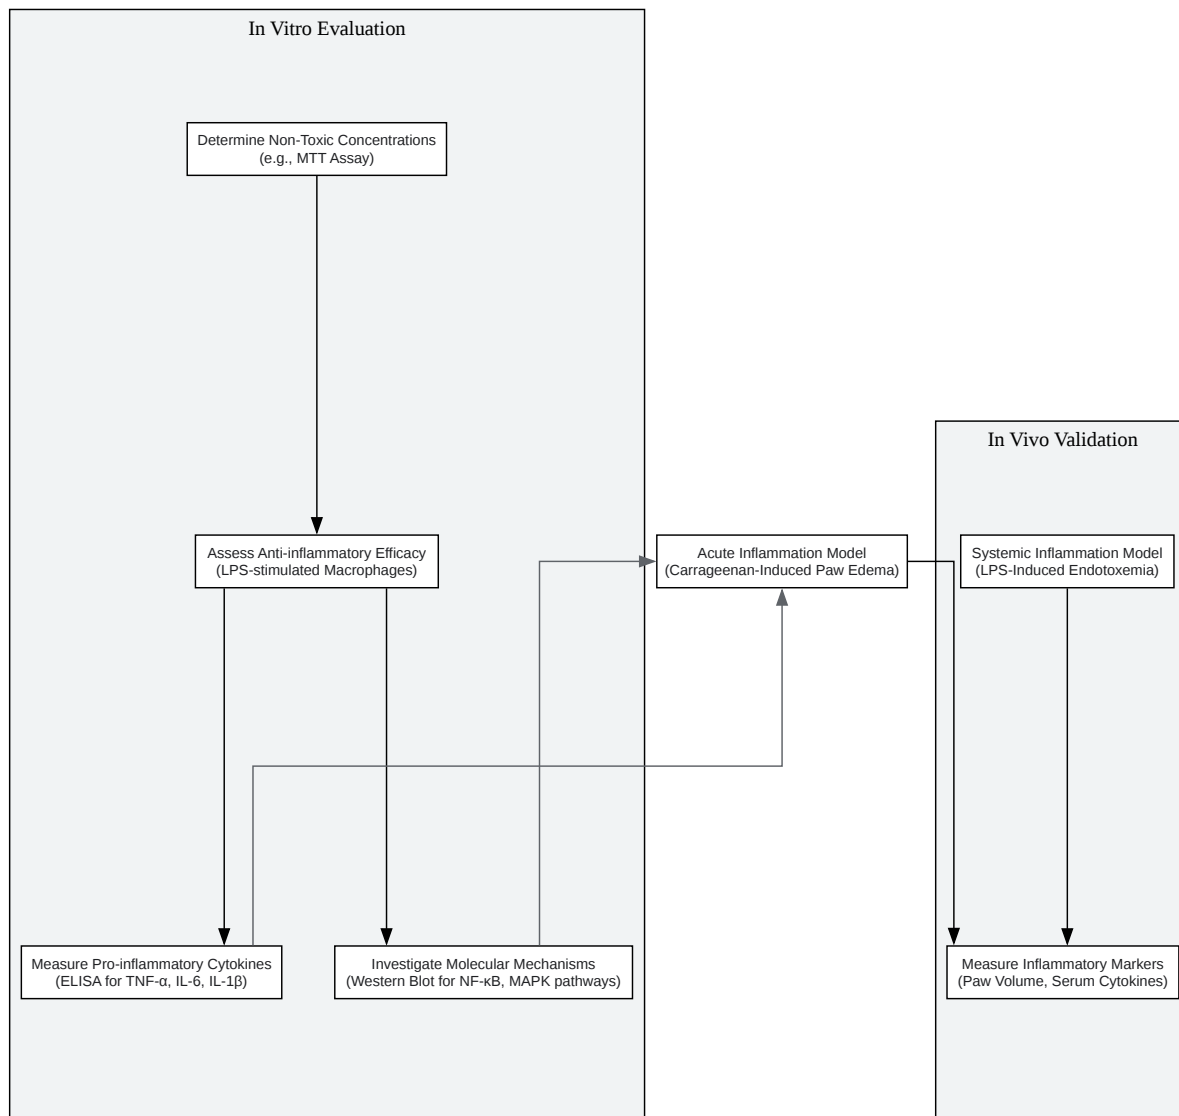 In Vitro Evaluation
Determine Non-Toxic Concentrations
(e.g., MTT Assay)
Assess Anti-inflammatory Efficacy
(LPS-stimulated Macrophages)
Measure Pro-inflammatory Cytokines
(ELISA for TNF-α, IL-6, IL-1β)
Investigate Molecular Mechanisms
(Western Blot for NF-κB, MAPK pathways)
Acute Inflammation Model
(Carrageenan-Induced Paw Edema)
In Vivo Validation
Systemic Inflammation Model
(LPS-Induced Endotoxemia)
Measure Inflammatory Markers
(Paw Volume, Serum Cytokines)